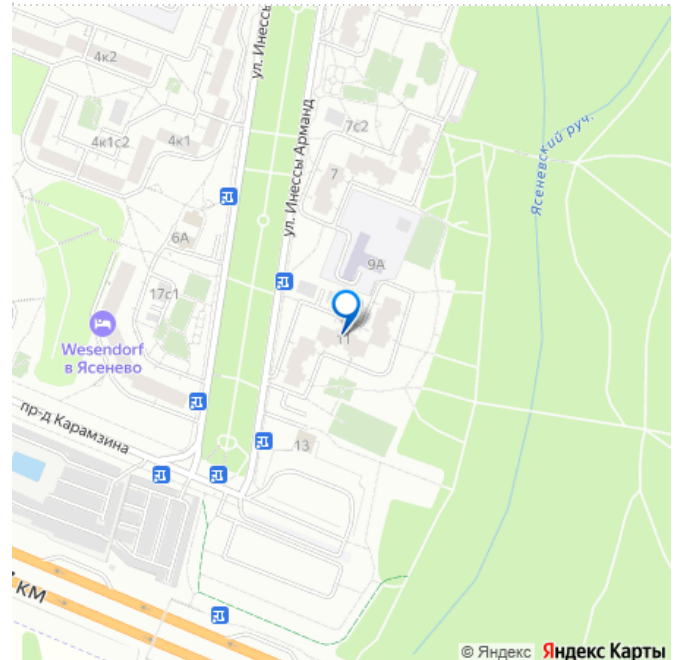 ул. Инессы
4к2
ул. Инессы Арманд
7с2
4к1с2
4к1
Ясеневский руч.
7
6А
9А
17с1
11
Wesendorf
в Ясенево
пр-д Карамзина
13
КМ
© Яндекс Яндекс Карты